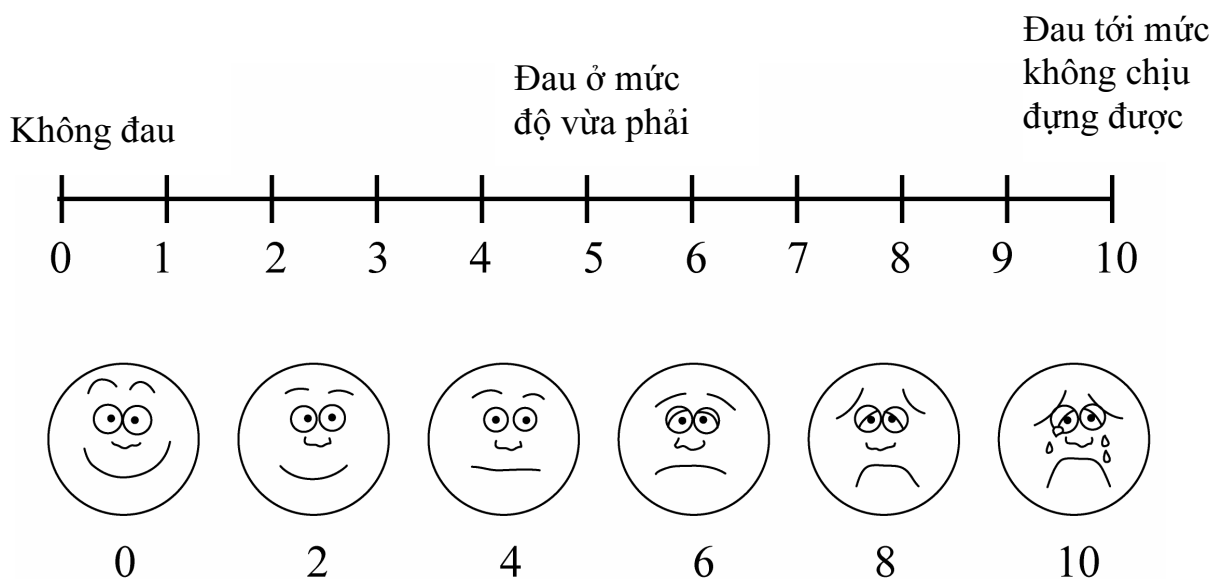 Không đau
Đau ở mức
độ vừa phải
Đau tới mức
không chịu
đựng được
0 1 2 3 4 5 6 7 8 9 10
0 2 4 6 8 10